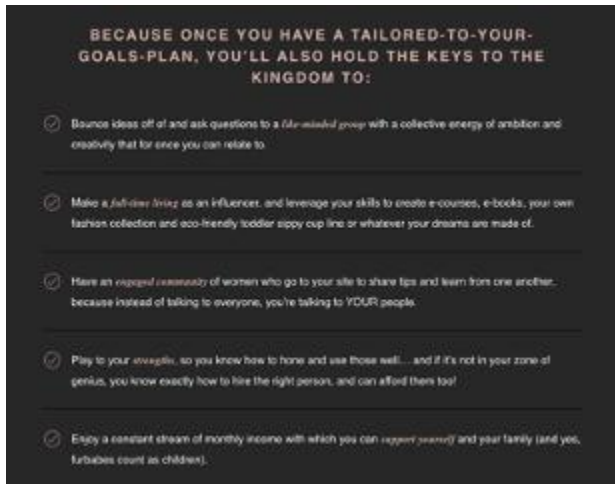 BECAUSE ONCE YOU HAVE A TAILORED-TO-YOUR-
GOALS-PLAN, YOU'LL ALSO HOLD THE KEYS TO THE
KINGDOM TO:
Bounce ideas off of and ask questions to a like-minded group with a collective energy of ambition and
creativity that for once you can relate to.
Make a full-time living as an influencer, and leverage your skills to create e-courses, e-books, your own
fashion collection and eco-friendly toddler sippy cup line or whatever your dreams are made of.
Have an engaged community of women who go to your site to share tips and learn from one another,
because instead of talking to everyone, you're talking to YOUR people.
Play to your strengths, so you know how to hone and use those well... and if it's not in your zone of
genius, you know exactly how to hire the right person, and can afford them too!
Enjoy a constant stream of monthly income with which you can support yourself and your family (and yes,
furbabies count as children).